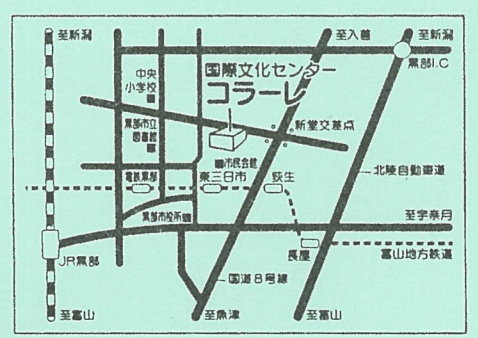 至新潟
至入善
至新潟
黒部I.C
国際文化センター
コラーレ
中央
小学校
黒部市立
図書館
新堂交差点
市民会館
北陸自動車道
電鉄黒部
東三日市
荻生
黒部市役所
至宇奈月
JR黒部
長屋
富山地方鉄道
国道8号線
至富山
至魚津
至富山